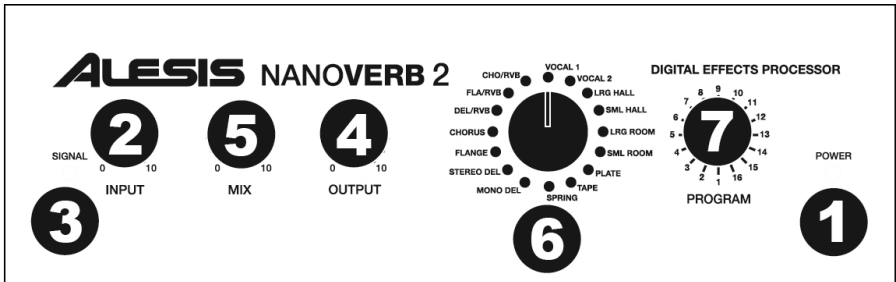 ALESIS NANOVERB 2
DIGITAL EFFECTS PROCESSOR
2
0 10
INPUT
5
0 10
MIX
4
0 10
OUTPUT
SIGNAL
3
VOCAL 1
VOCAL 2
LRG HALL
SML HALL
LRG ROOM
SML ROOM
PLATE
TAPE
SPRING
MONO DEL
STEREO DEL
FLANGE
CHORUS
DEL/RVB
FLA/RVB
CHO/RVB
6
7
1 2 3 4 5 6 7 8 9 10 11 12 13 14 15 16
PROGRAM
POWER
1